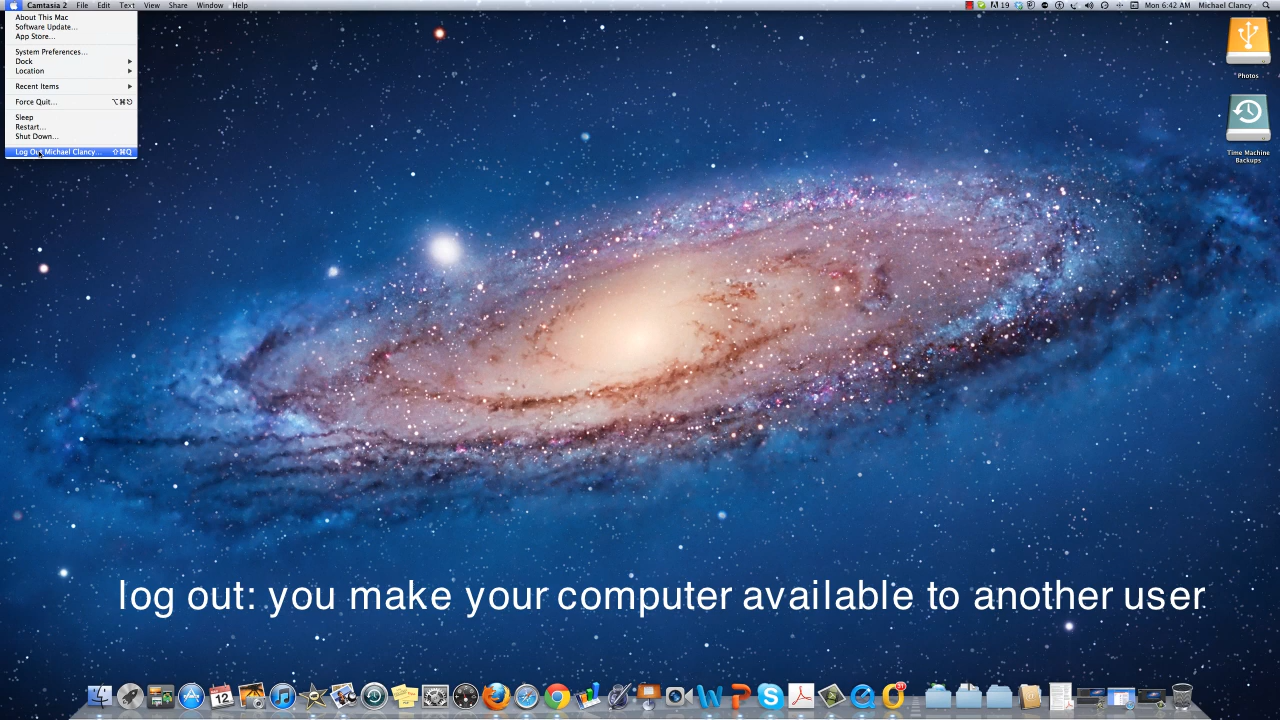 Camtasia 2 File Edit Text View Share Window Help
19 Mon 6:42 AM Michael Clancy
About This Mac
Software Update...
App Store...
System Preferences...
Dock
Location
Recent Items
Force Quit...
Sleep
Restart...
Shut Down...
Log Out Michael Clancy... ⇧⌘Q
Photos
Time Machine
Backups
log out: you make your computer available to another user
12